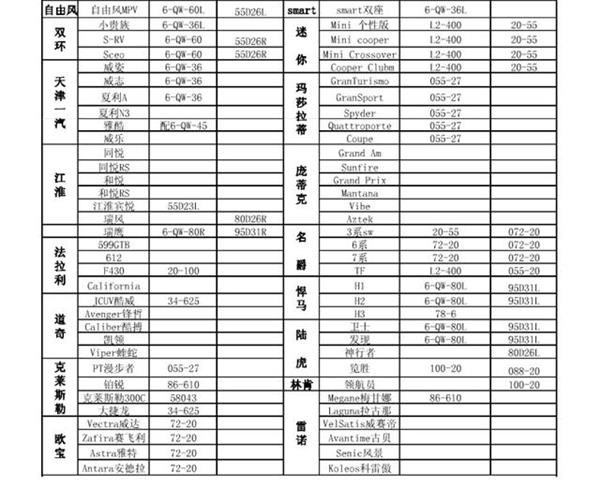 自由风 自由风MPV 6-QW-60L 55D26L smart smart双座 6-QW-36L
双环 小贵族 6-QW-36L 迷你 Mini 个性版 L2-400 20-55
S-RV 6-QW-60 55D26R Mini cooper L2-400 20-55
Sceo 6-QW-60 55D26R Mini Crossover L2-400 20-55
天津一汽 威姿 6-QW-36 Cooper Clubm L2-400 20-55
威志 6-QW-36 玛莎拉蒂 GranTurismo 055-27
夏利A 6-QW-36 GranSport 055-27
夏利N3 Spyder 055-27
雅酷 配6-QW-45 Quattroporte 055-27
威乐 Coupe 055-27
江淮 同悦 庞蒂克 Grand Am
同悦RS Sunfire
和悦 Grand Prix
和悦RS Mantana
江淮宾悦 55D23L Vibe
瑞风 80D26R Aztek
瑞鹰 6-QW-80R 95D31R 名爵 3系sw 20-55 072-20
法拉利 599GTB 6系 72-20 072-20
612 7系 72-20 072-20
F430 20-100 TF L2-400 055-20
California 悍马 H1 6-QW-80L 95D31L
道奇 JCUV酷威 34-625 H2 6-QW-80L 95D31L
Avenger锋哲 H3 78-6
Caliber酷搏 陆虎 卫士 6-QW-80L 95D31L
凯领 发现 6-QW-80L 95D31L
Viper蝰蛇 神行者 80D26L
克莱斯勒 PT漫步者 055-27 览胜 100-20 088-20
铂锐 86-610 林肯 领航员 100-20
克莱斯勒300C 58043 雷诺 Megane梅甘娜 86-610
大捷龙 34-625 Laguna拉古那
欧宝 Vectra威达 72-20 VelSatis威赛帝
Zafira赛飞利 72-20 Avantime古贝
Astra雅特 72-20 Senic风景
Antara安德拉 72-20 Koleos科雷傲